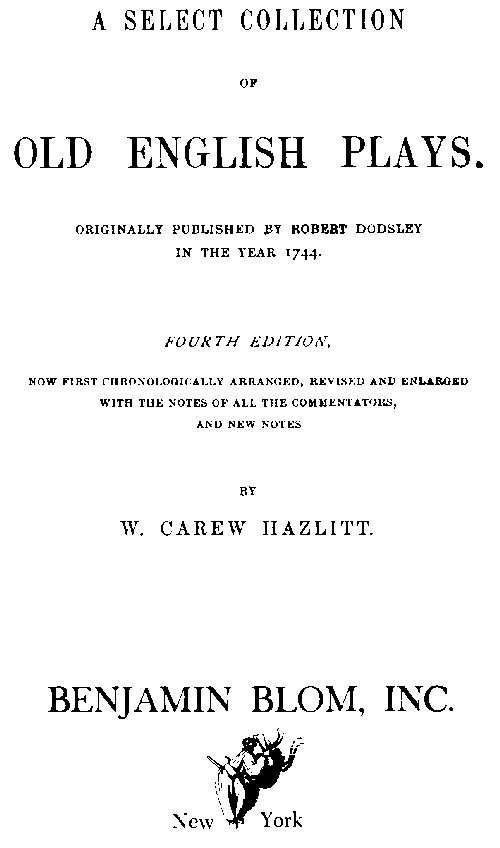 A SELECT COLLECTION
OF
OLD ENGLISH PLAYS.
ORIGINALLY PUBLISHED BY ROBERT DODSLEY
IN THE YEAR 1744.
FOURTH EDITION,
NOW FIRST CHRONOLOGICALLY ARRANGED, REVISED AND ENLARGED
WITH THE NOTES OF ALL THE COMMENTATORS,
AND NEW NOTES
BY
W. CAREW HAZLITT.
BENJAMIN BLOM, INC.
New York